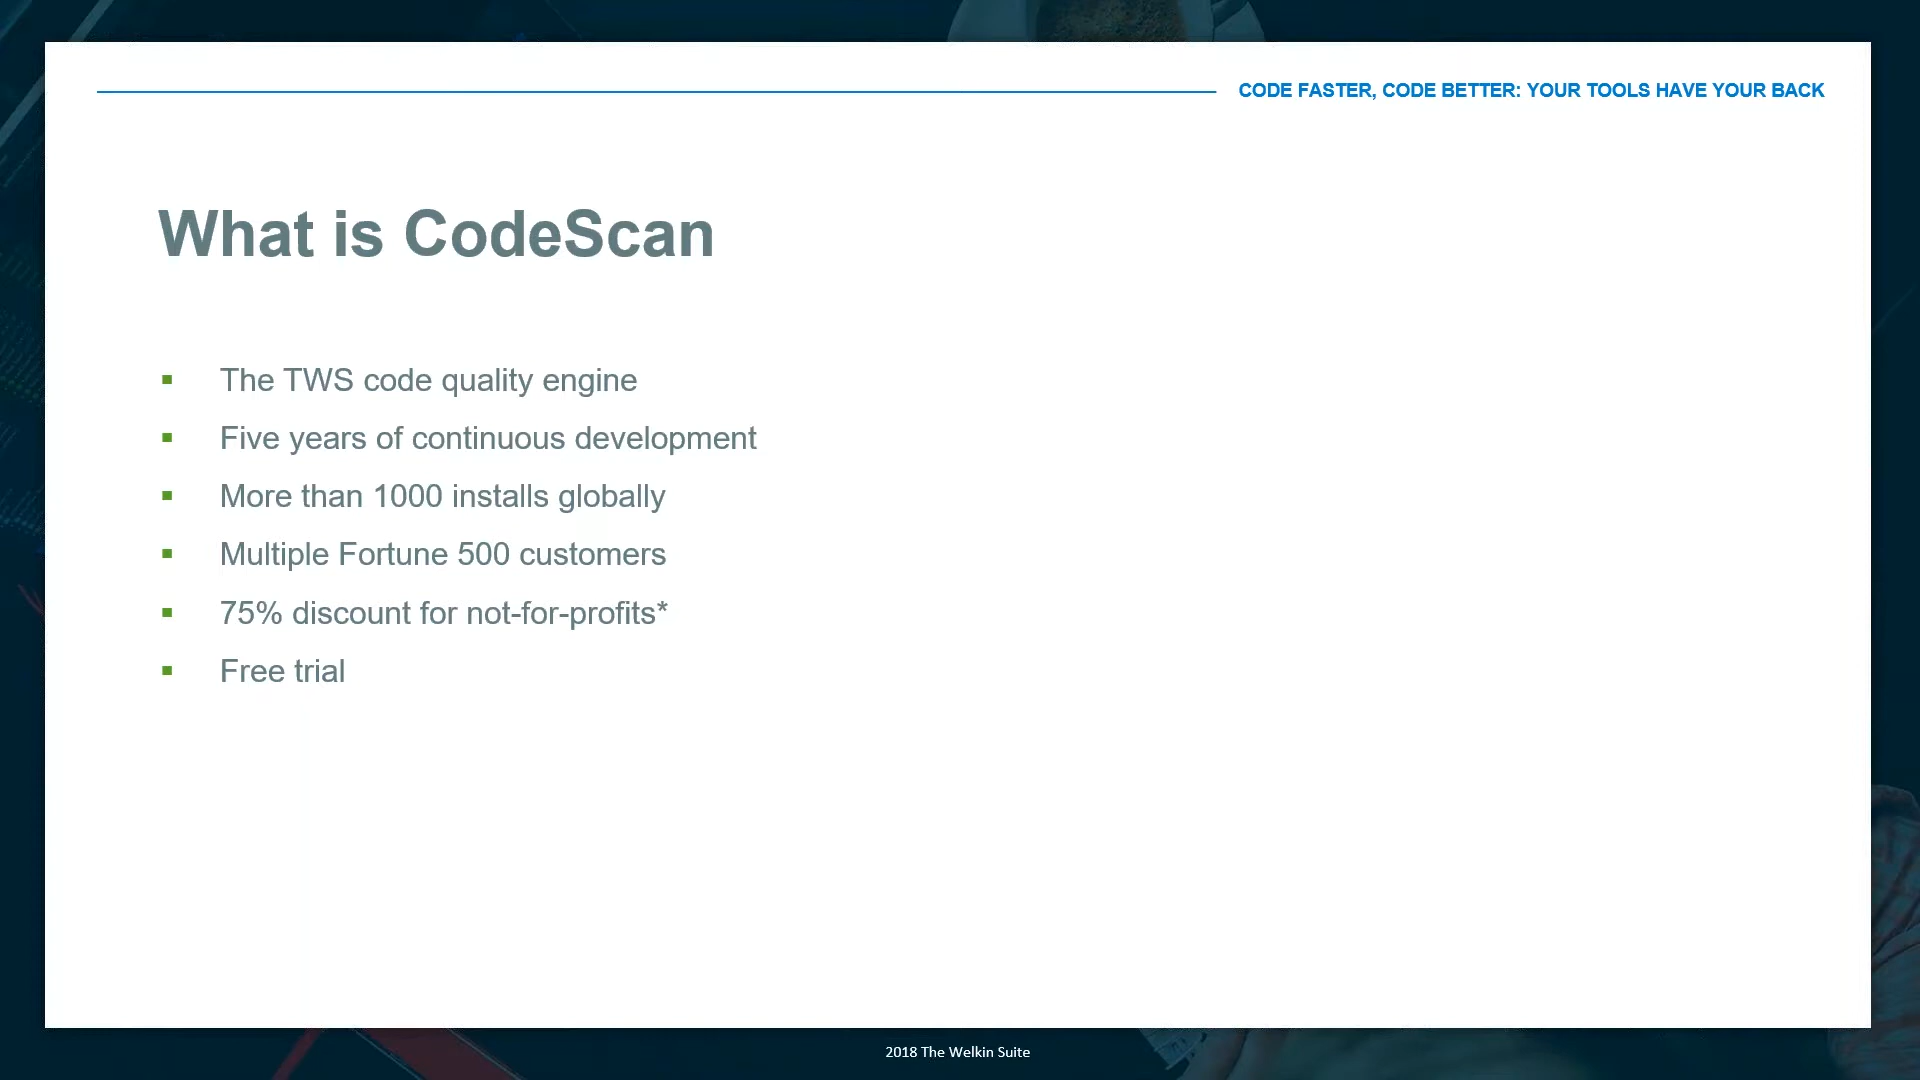 CODE FASTER, CODE BETTER: YOUR TOOLS HAVE YOUR BACK
What is CodeScan
▪ The TWS code quality engine
▪ Five years of continuous development
▪ More than 1000 installs globally
▪ Multiple Fortune 500 customers
▪ 75% discount for not-for-profits*
▪ Free trial
2018 The Welkin Suite